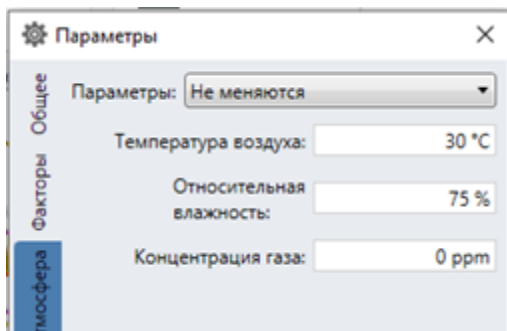 Параметры
Общее
Параметры: Не меняются
Температура воздуха: 30 °C
Факторы
Относительная
влажность: 75 %
Концентрация газа: 0 ppm
тмосфера